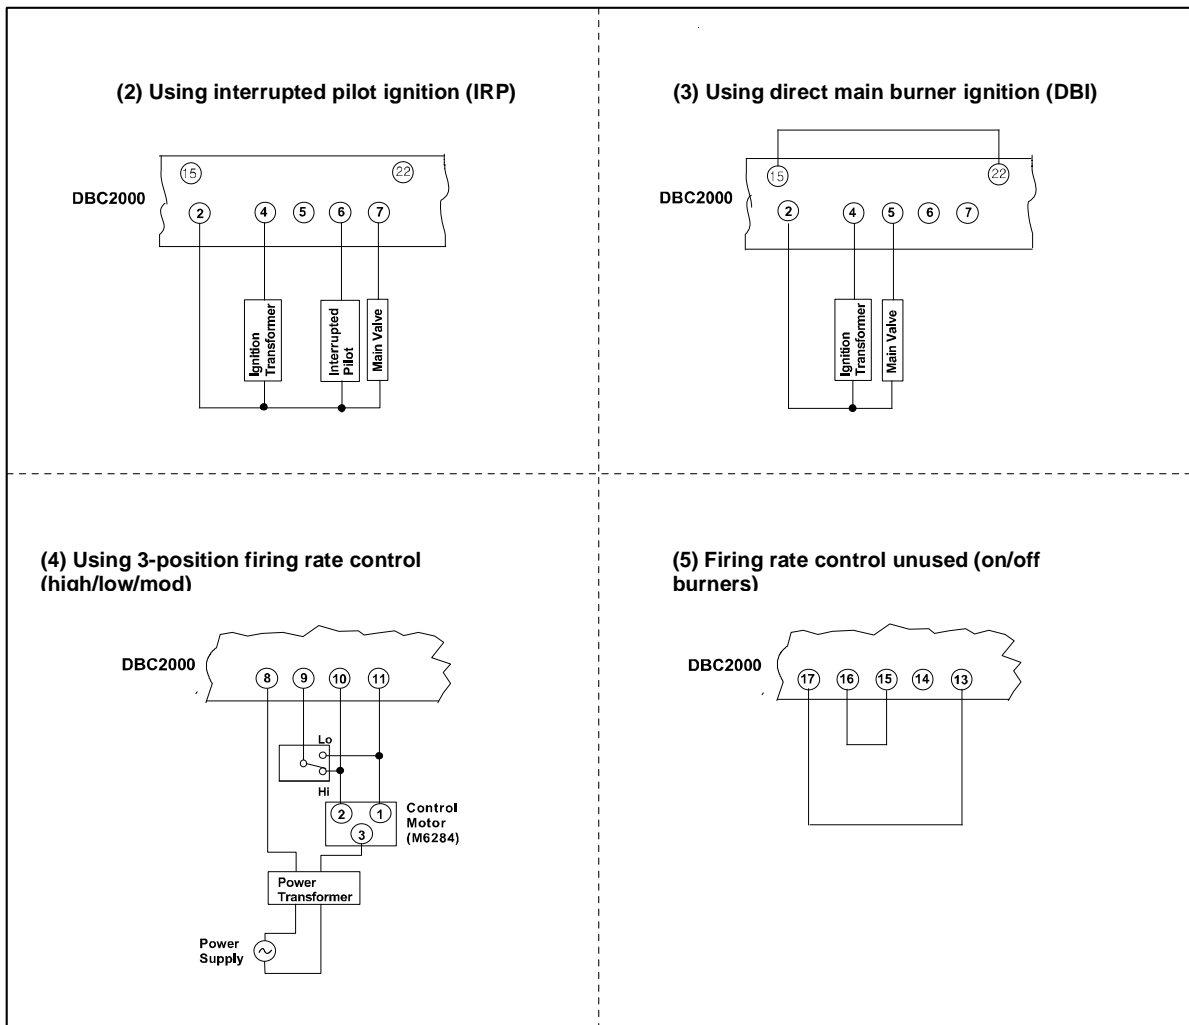 (2) Using interrupted pilot ignition (IRP)
15
22
DBC2000
2
4
5
6
7
Ignition
Transformer
Interrupted
Pilot
Main Valve
(3) Using direct main burner ignition (DBI)
15
22
DBC2000
2
4
5
6
7
Ignition
Transformer
Main Valve
(4) Using 3-position firing rate control
(high/low/mod)
DBC2000
8
9
10
11
Lo
Hi
2
1
3
Control
Motor
(M6284)
Power
Transformer
Power
Supply
(5) Firing rate control unused (on/off
burners)
DBC2000
17
16
15
14
13